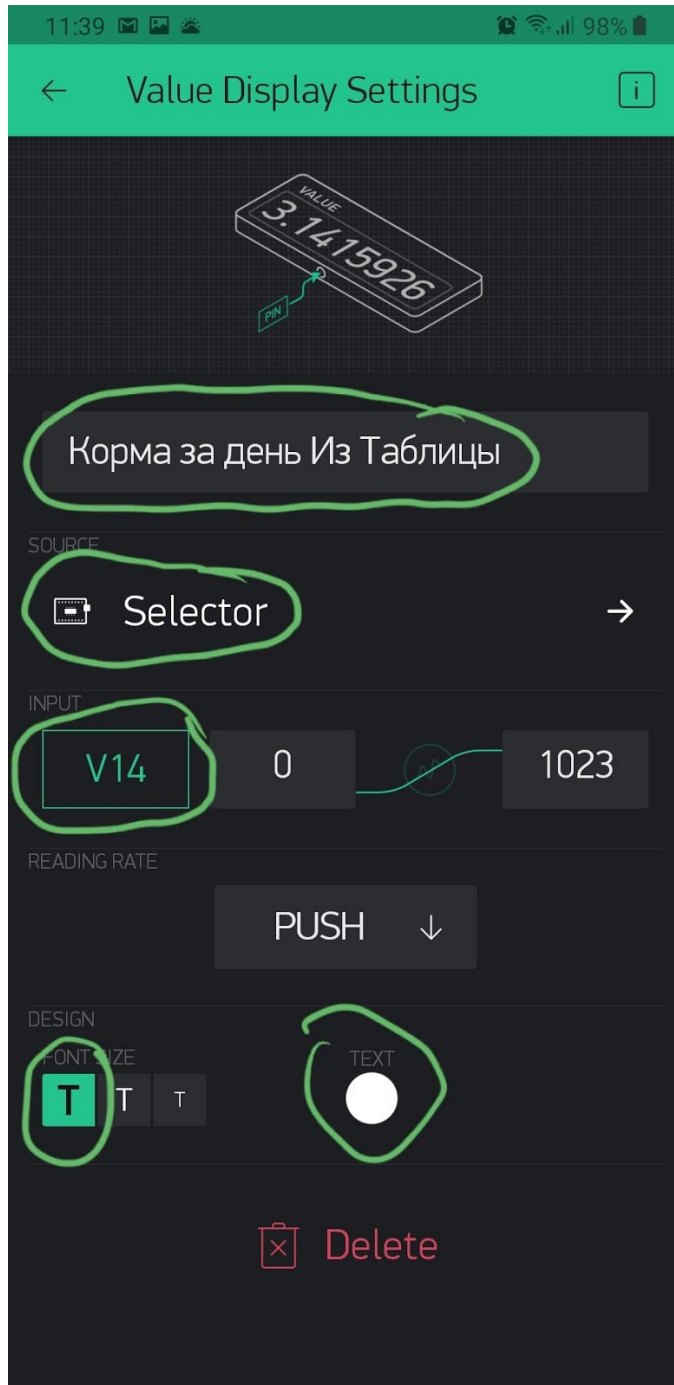 11:39 98%
Value Display Settings
VALUE
3.1415926
PIN
Корма за день Из Таблицы
SOURCE
Selector
INPUT
V14 0 1023
READING RATE
PUSH
DESIGN
FONT SIZE TEXT
T T T
Delete